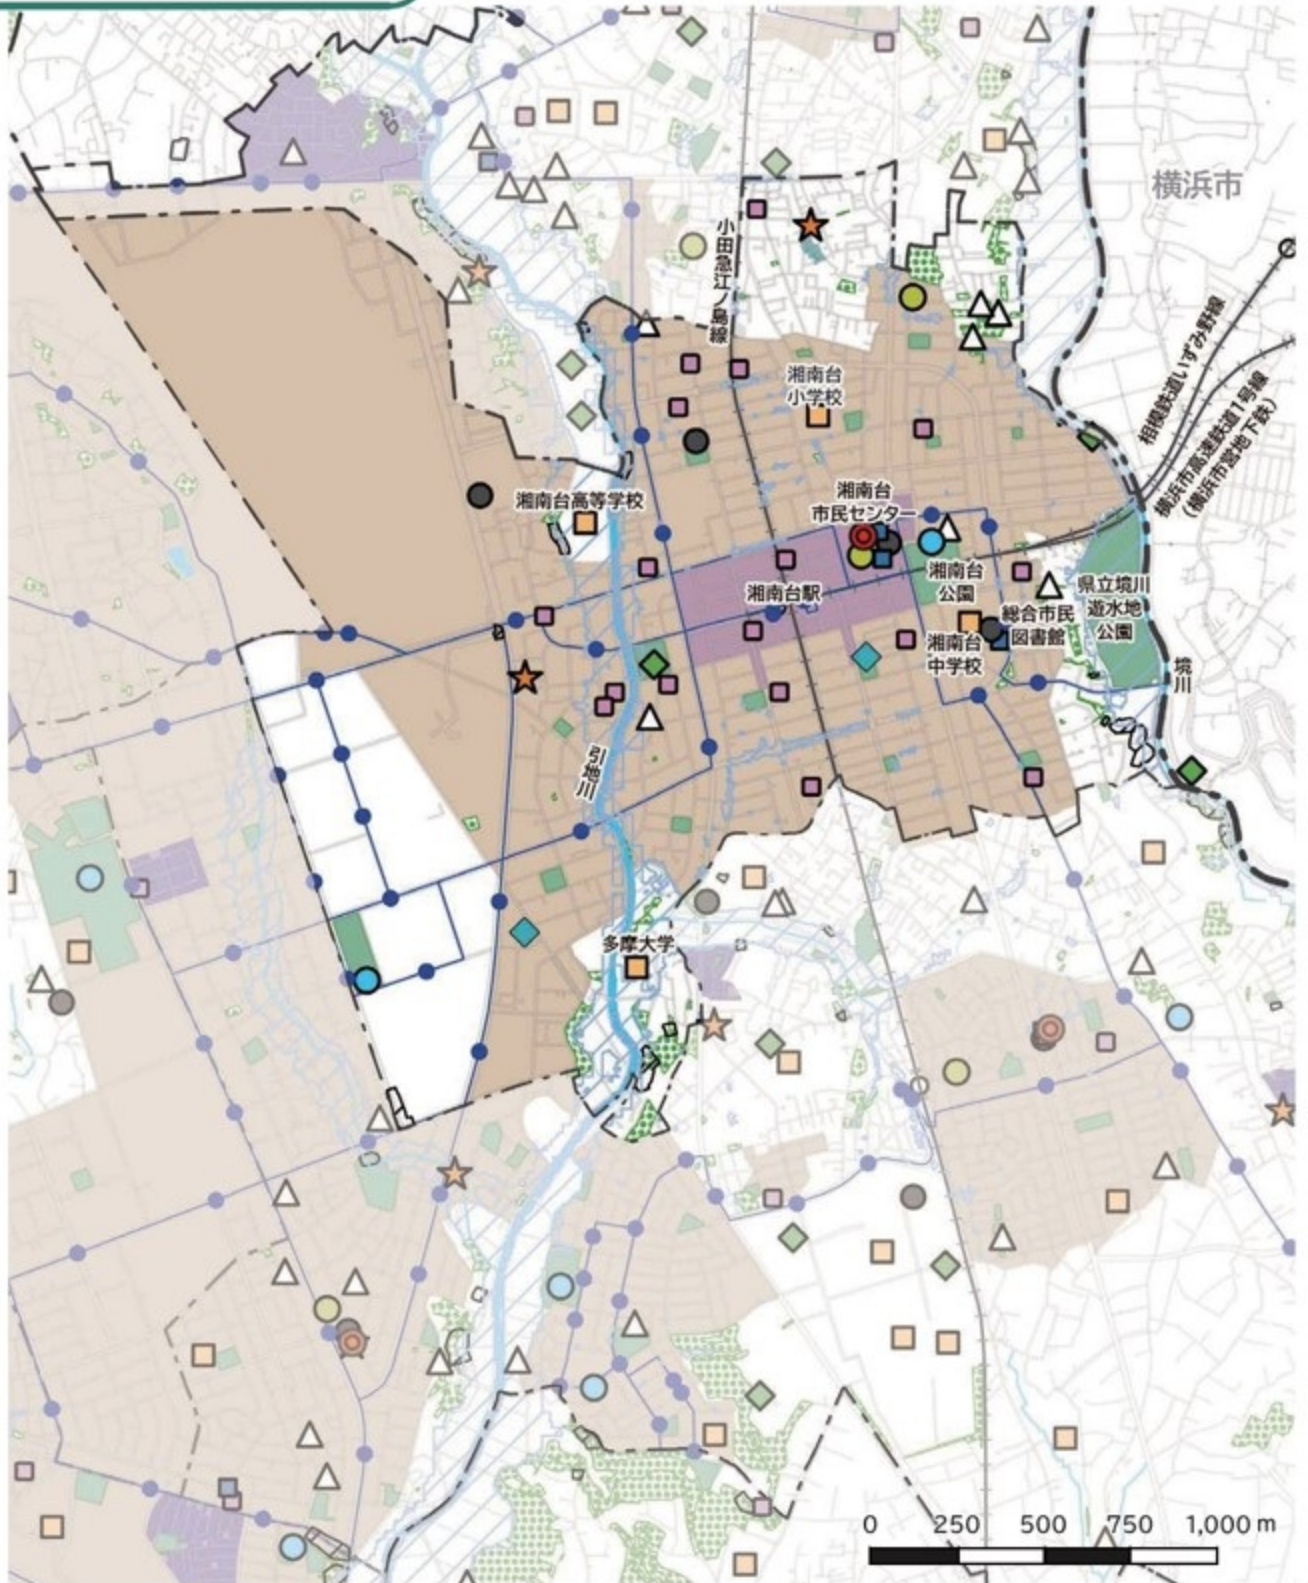 横浜市
小田急江ノ島線
相模鉄道いずみ野線
横浜市高速鉄道1号線
(横浜市営地下鉄)
湘南台
小学校
湘南台高等学校
湘南台
市民センター
湘南台駅
湘南台
公園
県立境川
遊水地
公園
総合市民
図書館
湘南台
中学校
境川
引地川
多摩大学
0 250 500 750 1,000 m